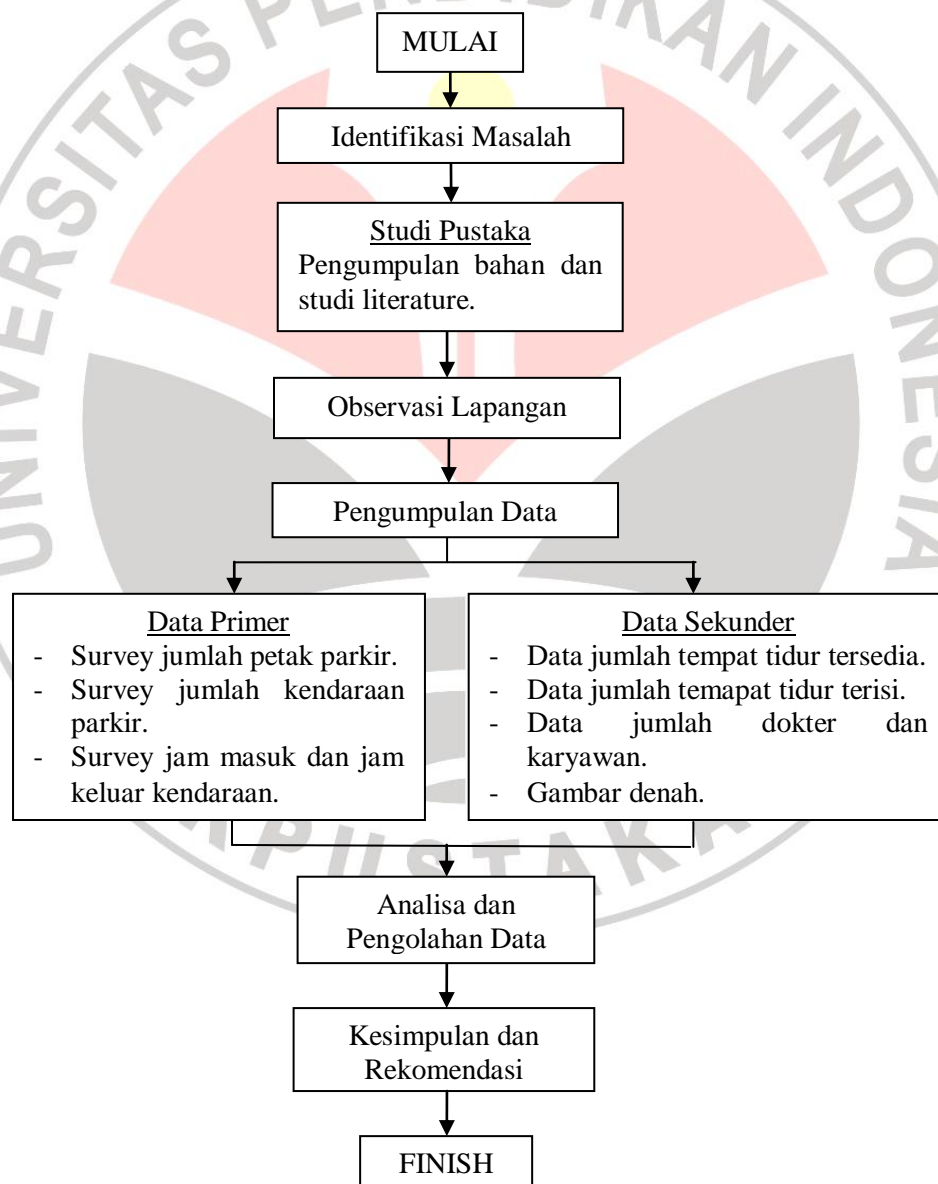 UNIVERSITAS PENDIDIKAN INDONESIA
MULAI
Identifikasi Masalah
Studi Pustaka
Pengumpulan bahan dan
studi literature.
Observasi Lapangan
Pengumpulan Data
Data Primer
- Survey jumlah petak parkir.
- Survey jumlah kendaraan
parkir.
- Survey jam masuk dan jam
keluar kendaraan.
Data Sekunder
- Data jumlah tempat tidur tersedia.
- Data jumlah temapat tidur terisi.
- Data jumlah dokter dan
karyawan.
- Gambar denah.
Analisa dan
Pengolahan Data
Kesimpulan dan
Rekomendasi
FINISH